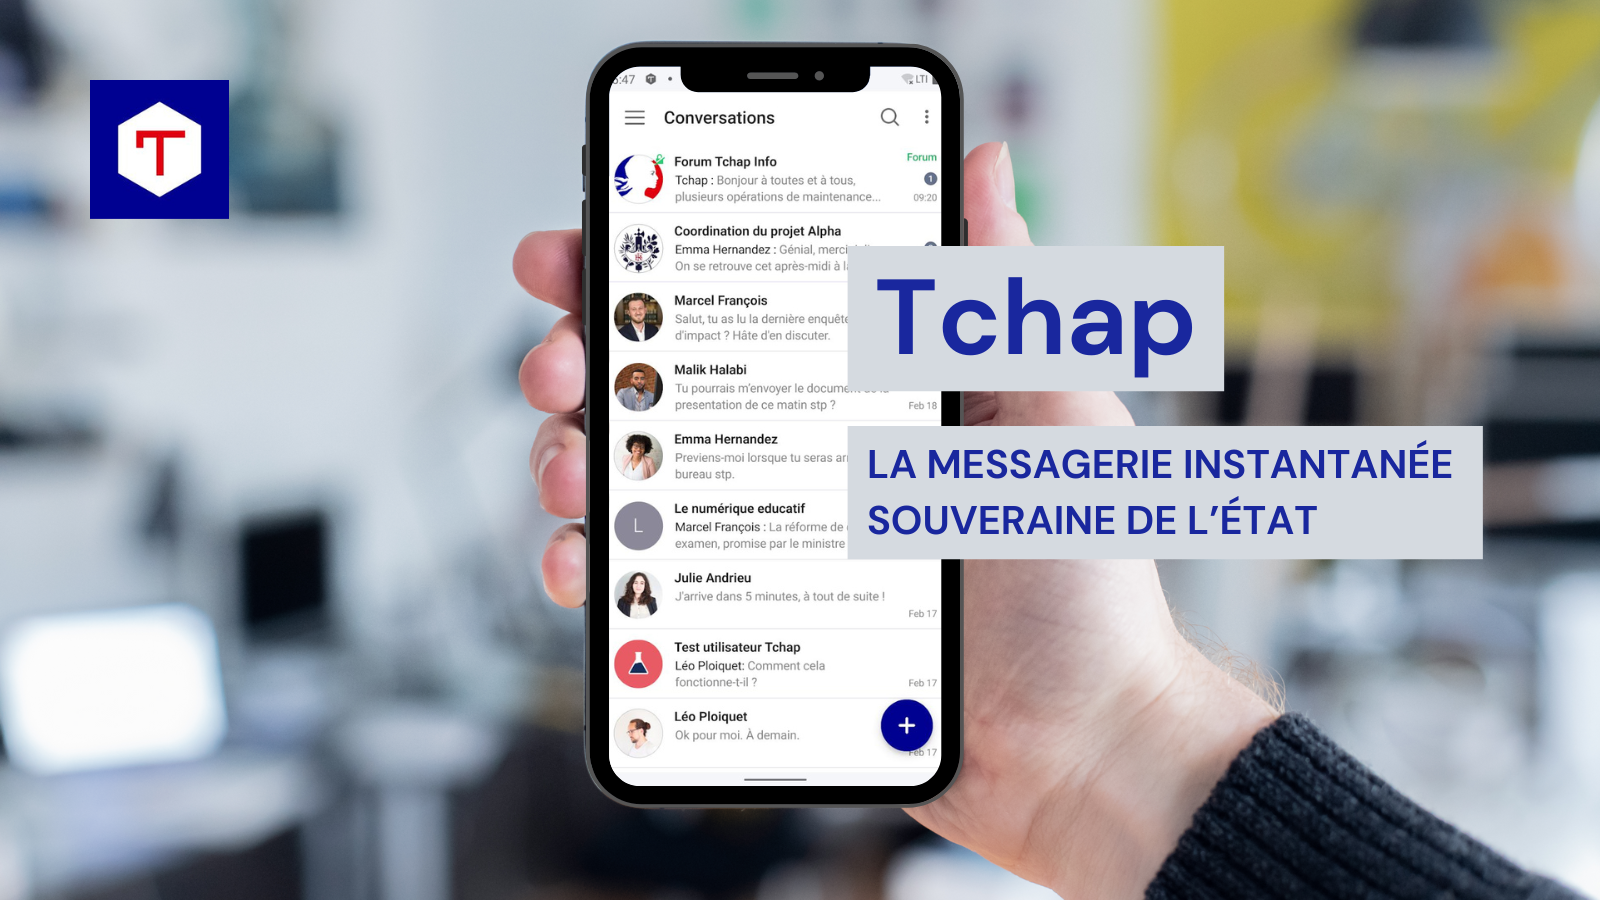 T
:47
LTI
Conversations
Forum Tchap Info
Forum
Tchap : Bonjour à toutes et à tous,
1
plusieurs opérations de maintenance...
09:20
Coordination du projet Alpha
Emma Hernandez : Génial, merci
On se retrouve cet après-midi à
Marcel François
Salut, tu as lu la dernière enquête
d'impact ? Hâte d'en discuter.
Malik Halabi
Tu pourrais m'envoyer le document de la
presentation de ce matin stp ?
Feb 18
Emma Hernandez
Previens-moi lorsque tu seras
bureau stp.
Le numérique educatif
L
Marcel François : La réforme de
examen, promise par le ministre
Julie Andrieu
J'arrive dans 5 minutes, à tout de suite !
Feb 17
Test utilisateur Tchap
Léo Ploiquet: Comment cela
fonctionne-t-il ?
Feb 17
Léo Ploiquet
Ok pour moi. À demain.
+
Feb 17
Tchap
LA MESSAGERIE INSTANTANÉE
SOUVERAINE DE L'ÉTAT